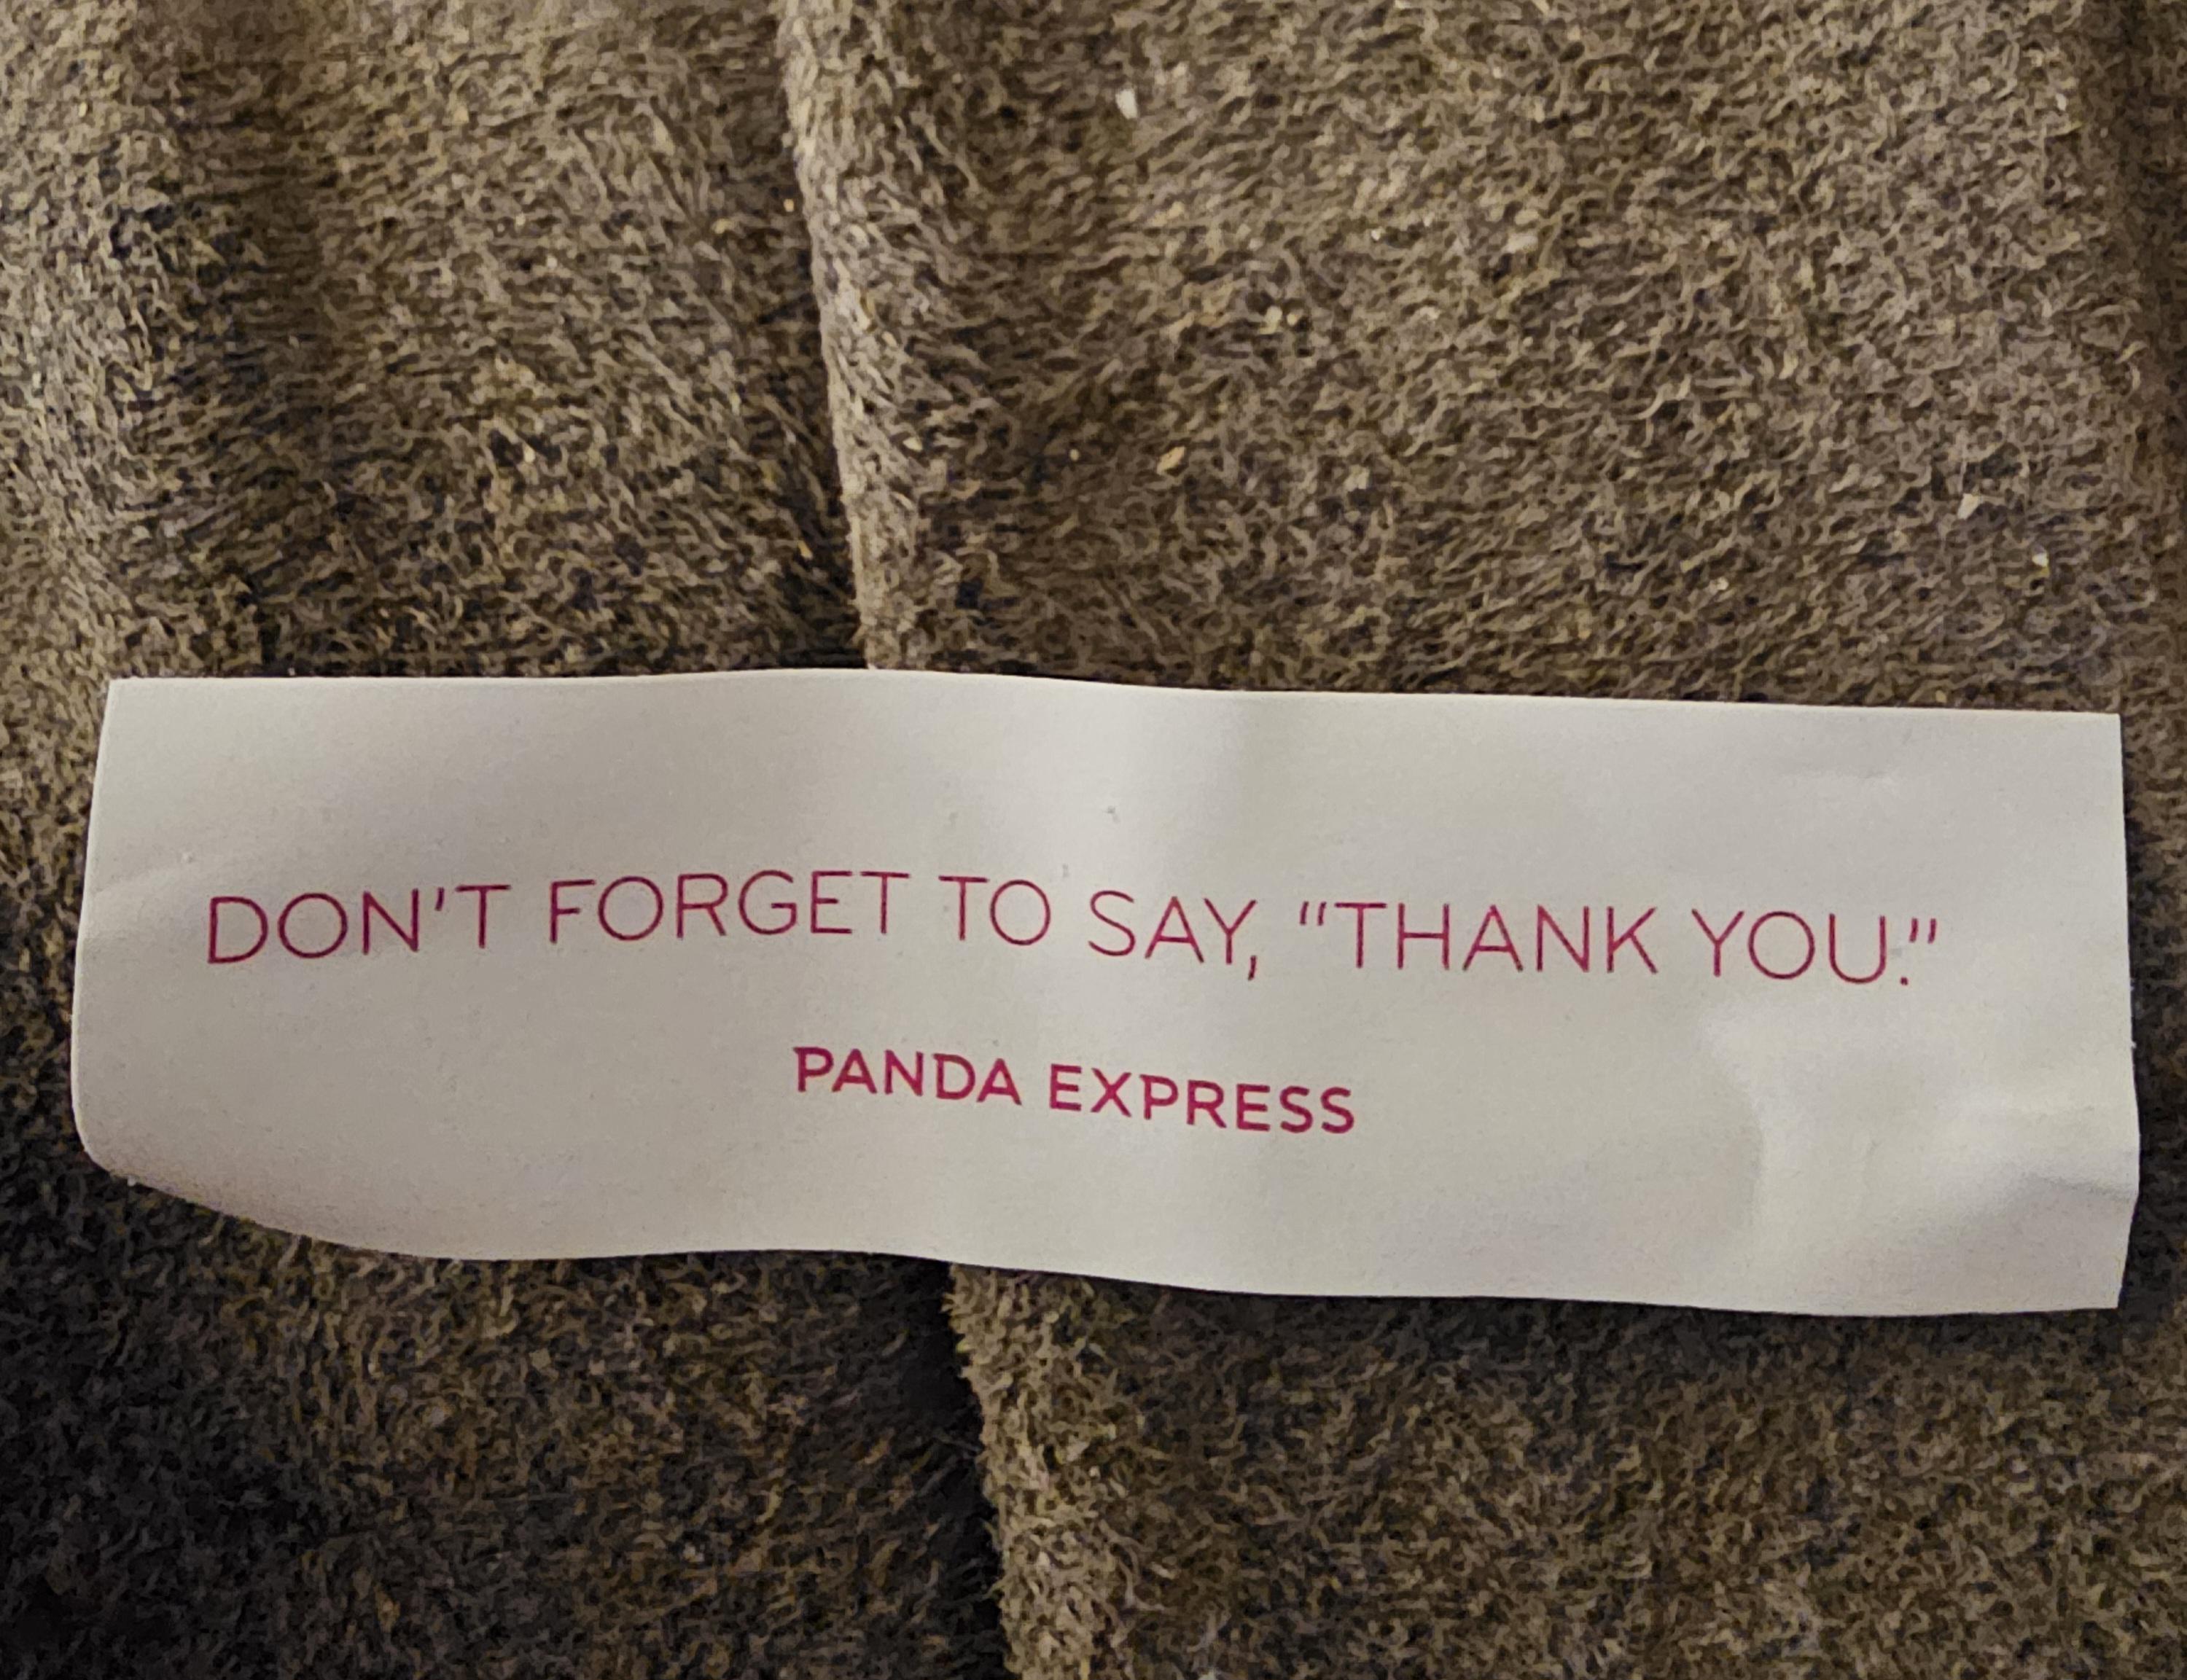 DON'T FORGET TO SAY, “THANK YOU.”
PANDA EXPRESS